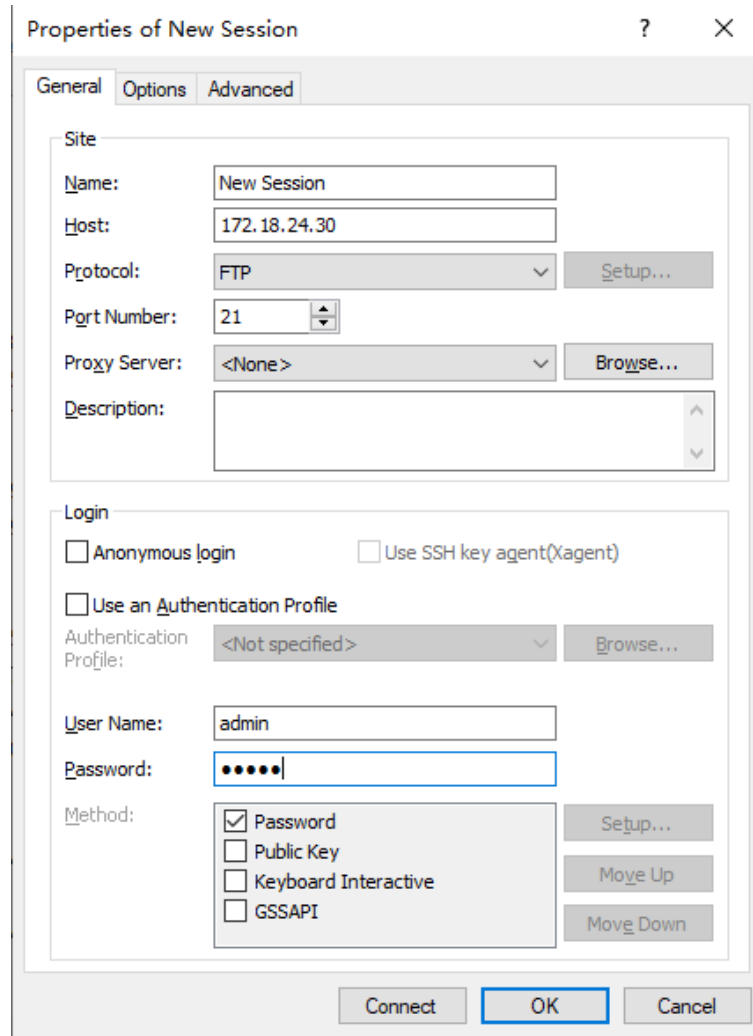 Properties of New Session ?
General Options Advanced
Site
Name: New Session
Host: 172.18.24.30
Protocol: FTP Setup...
Port Number: 21
Proxy Server: <None> Browse...
Description:
Login
Anonymous login Use SSH key agent(Xagent)
Use an Authentication Profile
Authentication
Profile: <Not specified> Browse...
User Name: admin
Password: •••••
Method: Password Setup...
Public Key
Keyboard Interactive Move Up
GSSAPI Move Down
Connect OK Cancel